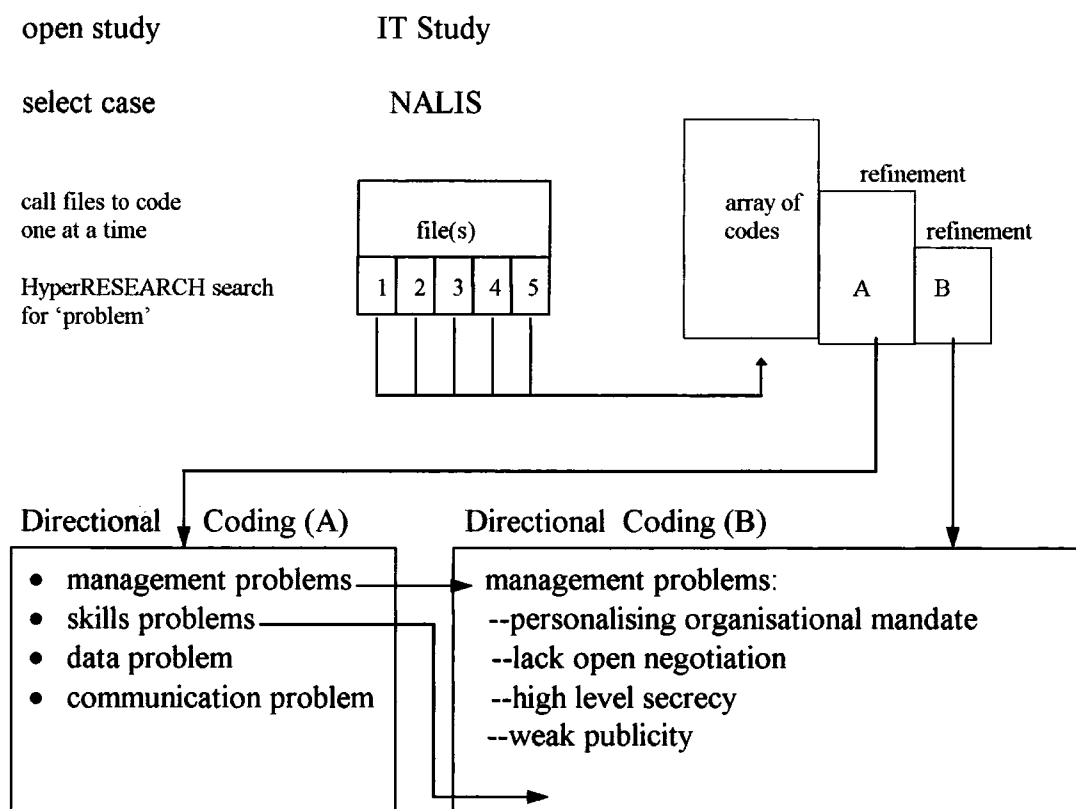 open study IT Study
select case NALIS
refinement
call files to code
one at a time
file(s)
array of
codes
refinement
HyperRESEARCH search
for ‘problem’
1 2 3 4 5
A B
Directional Coding (A)
• management problems
• skills problems
• data problem
• communication problem
Directional Coding (B)
management problems:
--personalising organisational mandate
--lack open negotiation
--high level secrecy
--weak publicity